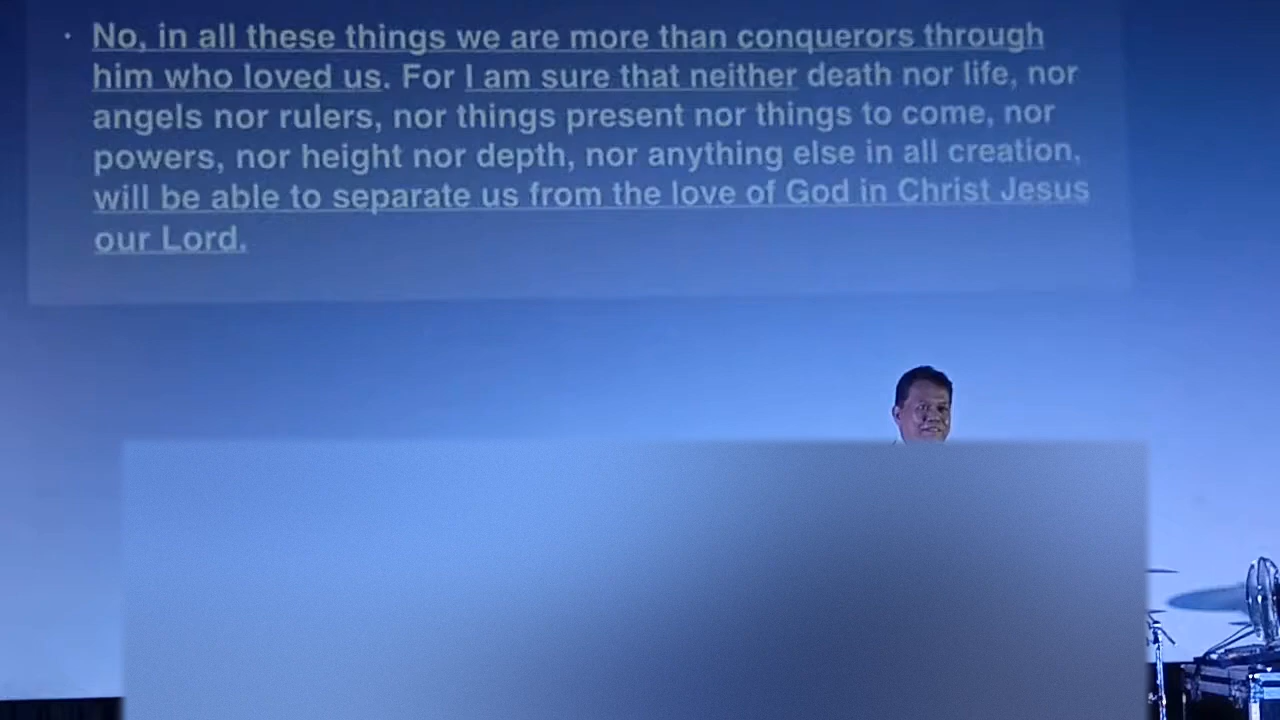 · No, in all these things we are more than conquerors through
him who loved us. For I am sure that neither death nor life, nor
angels nor rulers, nor things present nor things to come, nor
powers, nor height nor depth, nor anything else in all creation,
will be able to separate us from the love of God in Christ Jesus
our Lord.